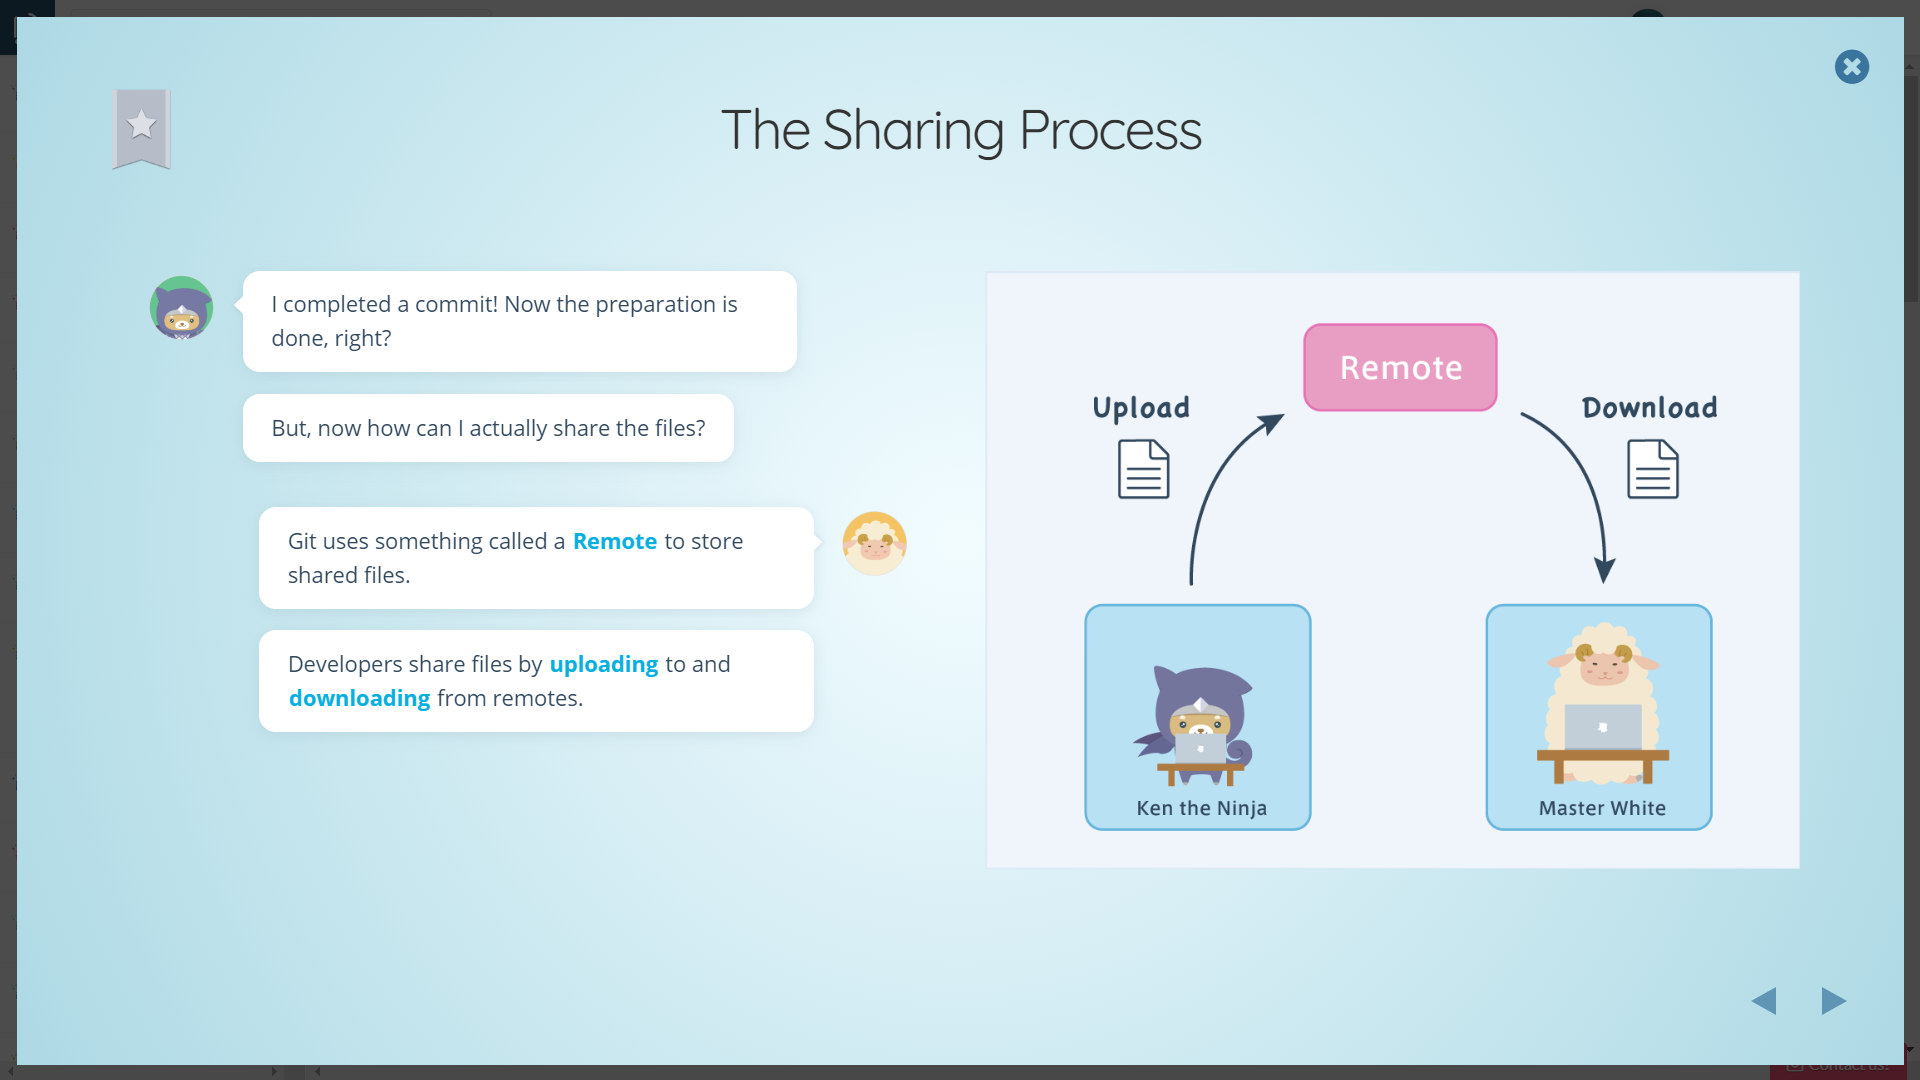 The Sharing Process
I completed a commit! Now the preparation is
done, right?
But, now how can I actually share the files?
Git uses something called a Remote to store
shared files.
Developers share files by uploading to and
downloading from remotes.
Remote
Upload
Download
Ken the Ninja
Master White
Contact us!